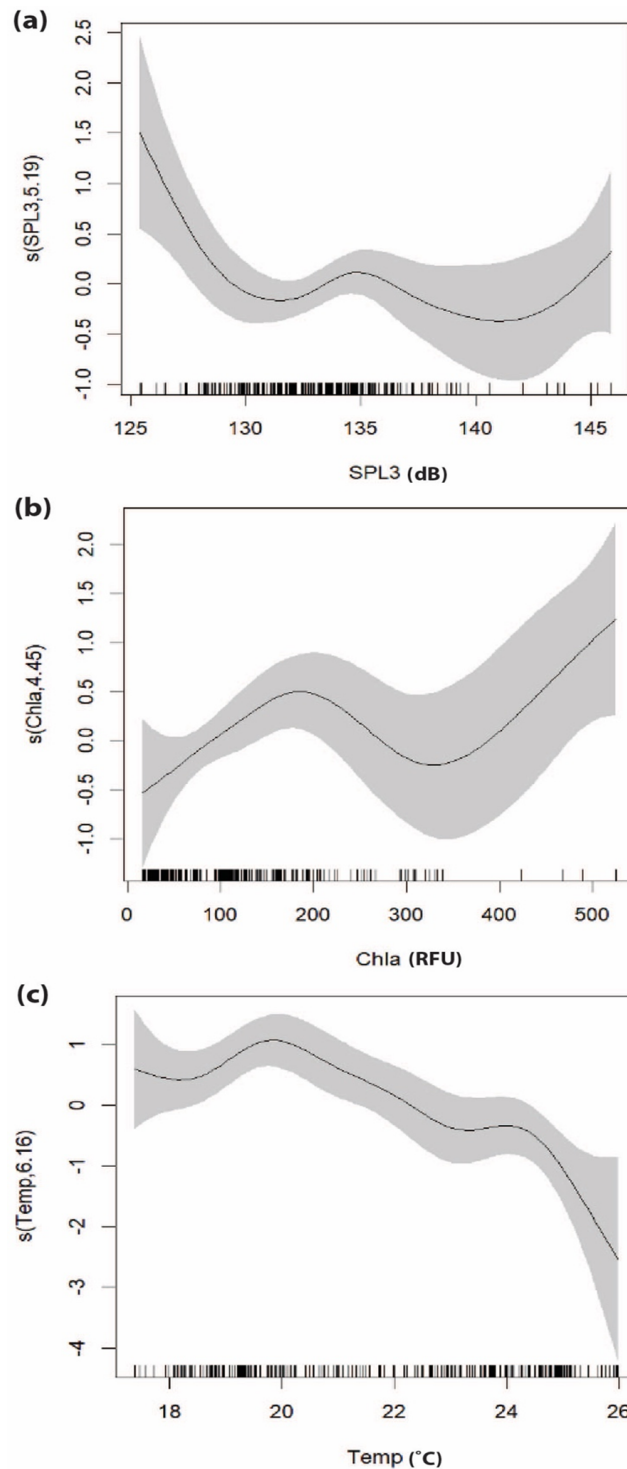 (a)
2.5
2.0
1.5
1.0
0.5
0.0
-0.5
-1.0
s(SPL3,5.19)
125 130 135 140 145
SPL3 (dB)
(b)
2.0
1.5
1.0
0.5
0.0
-0.5
-1.0
s(Chla,4.45)
0 100 200 300 400 500
Chla (RFU)
(c)
1
0
-1
-2
-3
-4
s(Temp,6.16)
18 20 22 24 26
Temp (°C)